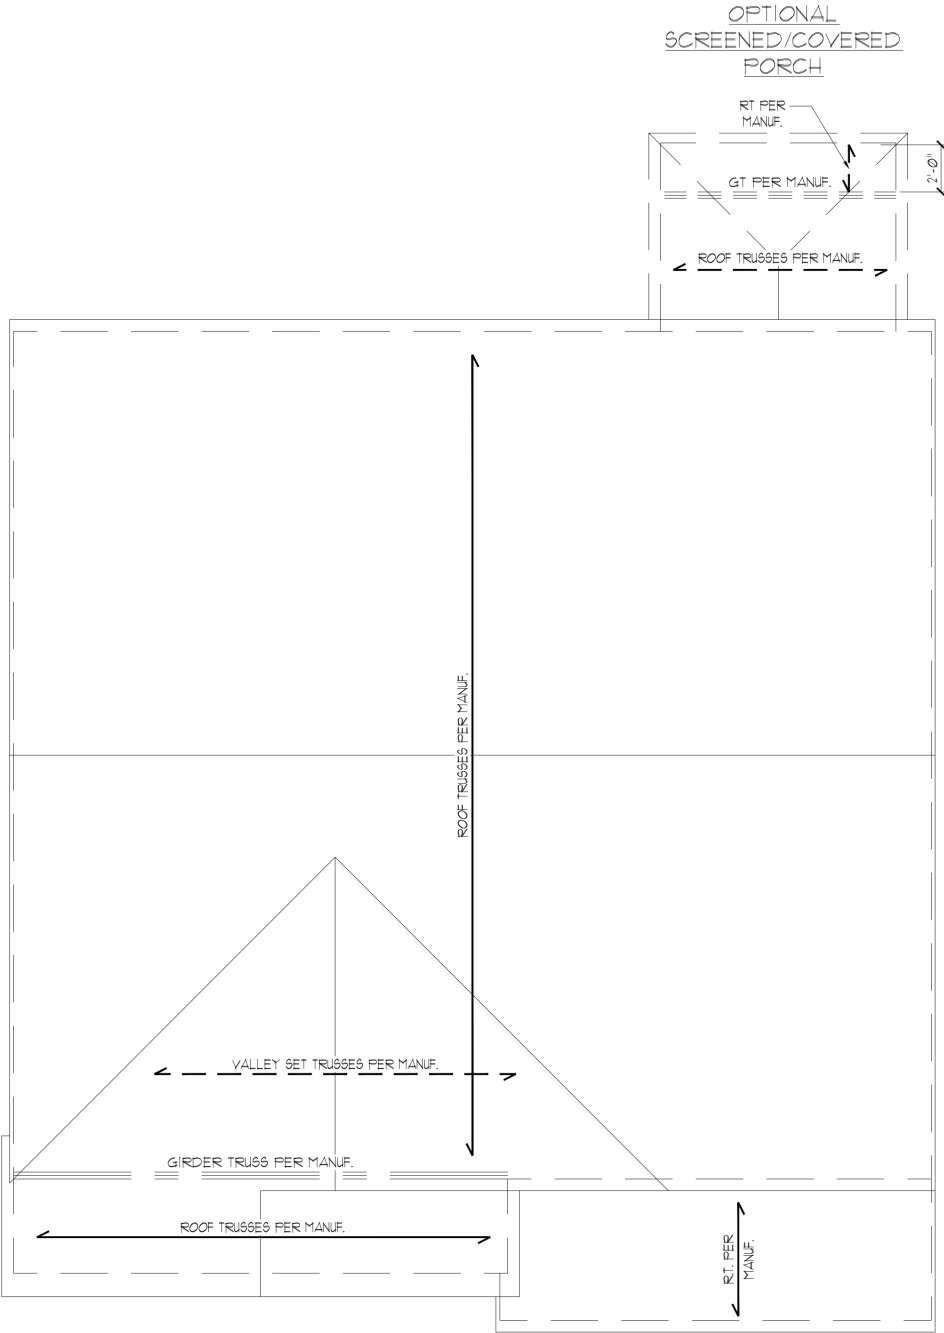 OPTIONAL
SCREENED/COVERED
PORCH
RT PER
MANUF.
2'-0"
GT PER MANUF.
ROOF TRUSSES PER MANUF.
ROOF TRUSSES PER MANUF.
VALLEY SET TRUSSES PER MANUF.
GIRDER TRUSS PER MANUF.
ROOF TRUSSES PER MANUF.
R.T. PER
MANUF.